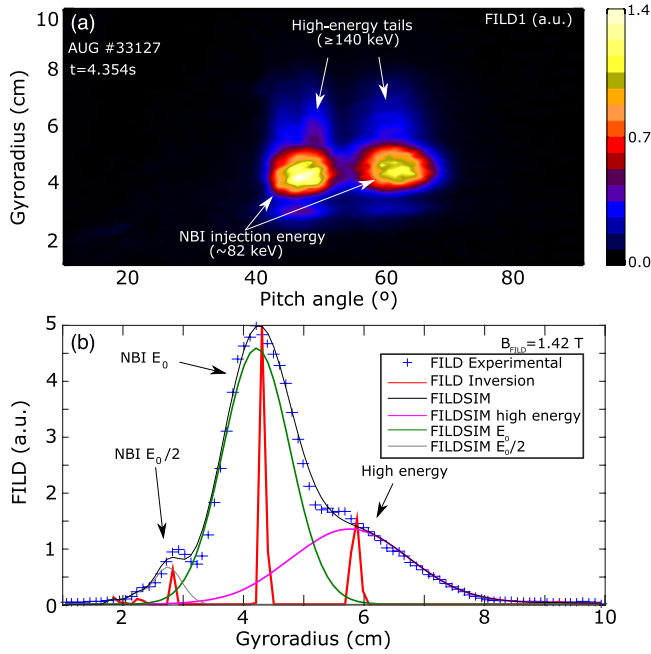 (a)
High-energy tails
(≥140 keV)
FILD1 (a.u.)
AUG #33127
t=4.354s
NBI injection energy
(~82 keV)
10
8
6
4
2
Gyroradius (cm)
20
40
60
80
Pitch angle (º)
1.4
0.7
0.0
(b)
B_FILD=1.42 T
NBI E₀
NBI E₀/2
High energy
FILD Experimental
FILD Inversion
FILDSIM
FILDSIM high energy
FILDSIM E₀
FILDSIM E₀/2
5
4
3
2
1
0
FILD (a.u.)
2
4
6
8
10
Gyroradius (cm)